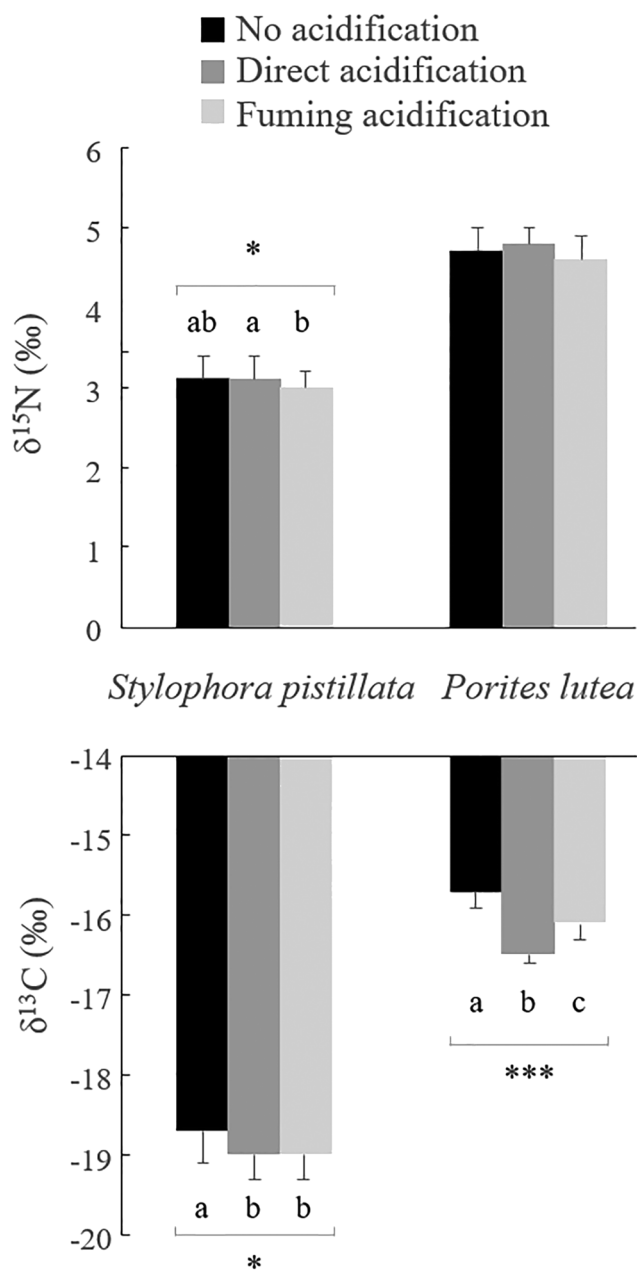 No acidification
Direct acidification
Fuming acidification
6
5
4
3
2
1
0
δ15N (‰)
*
ab a b
Stylophora pistillata Porites lutea
-14
-15
-16
-17
-18
-19
-20
δ13C (‰)
a b c
***
a b b
*